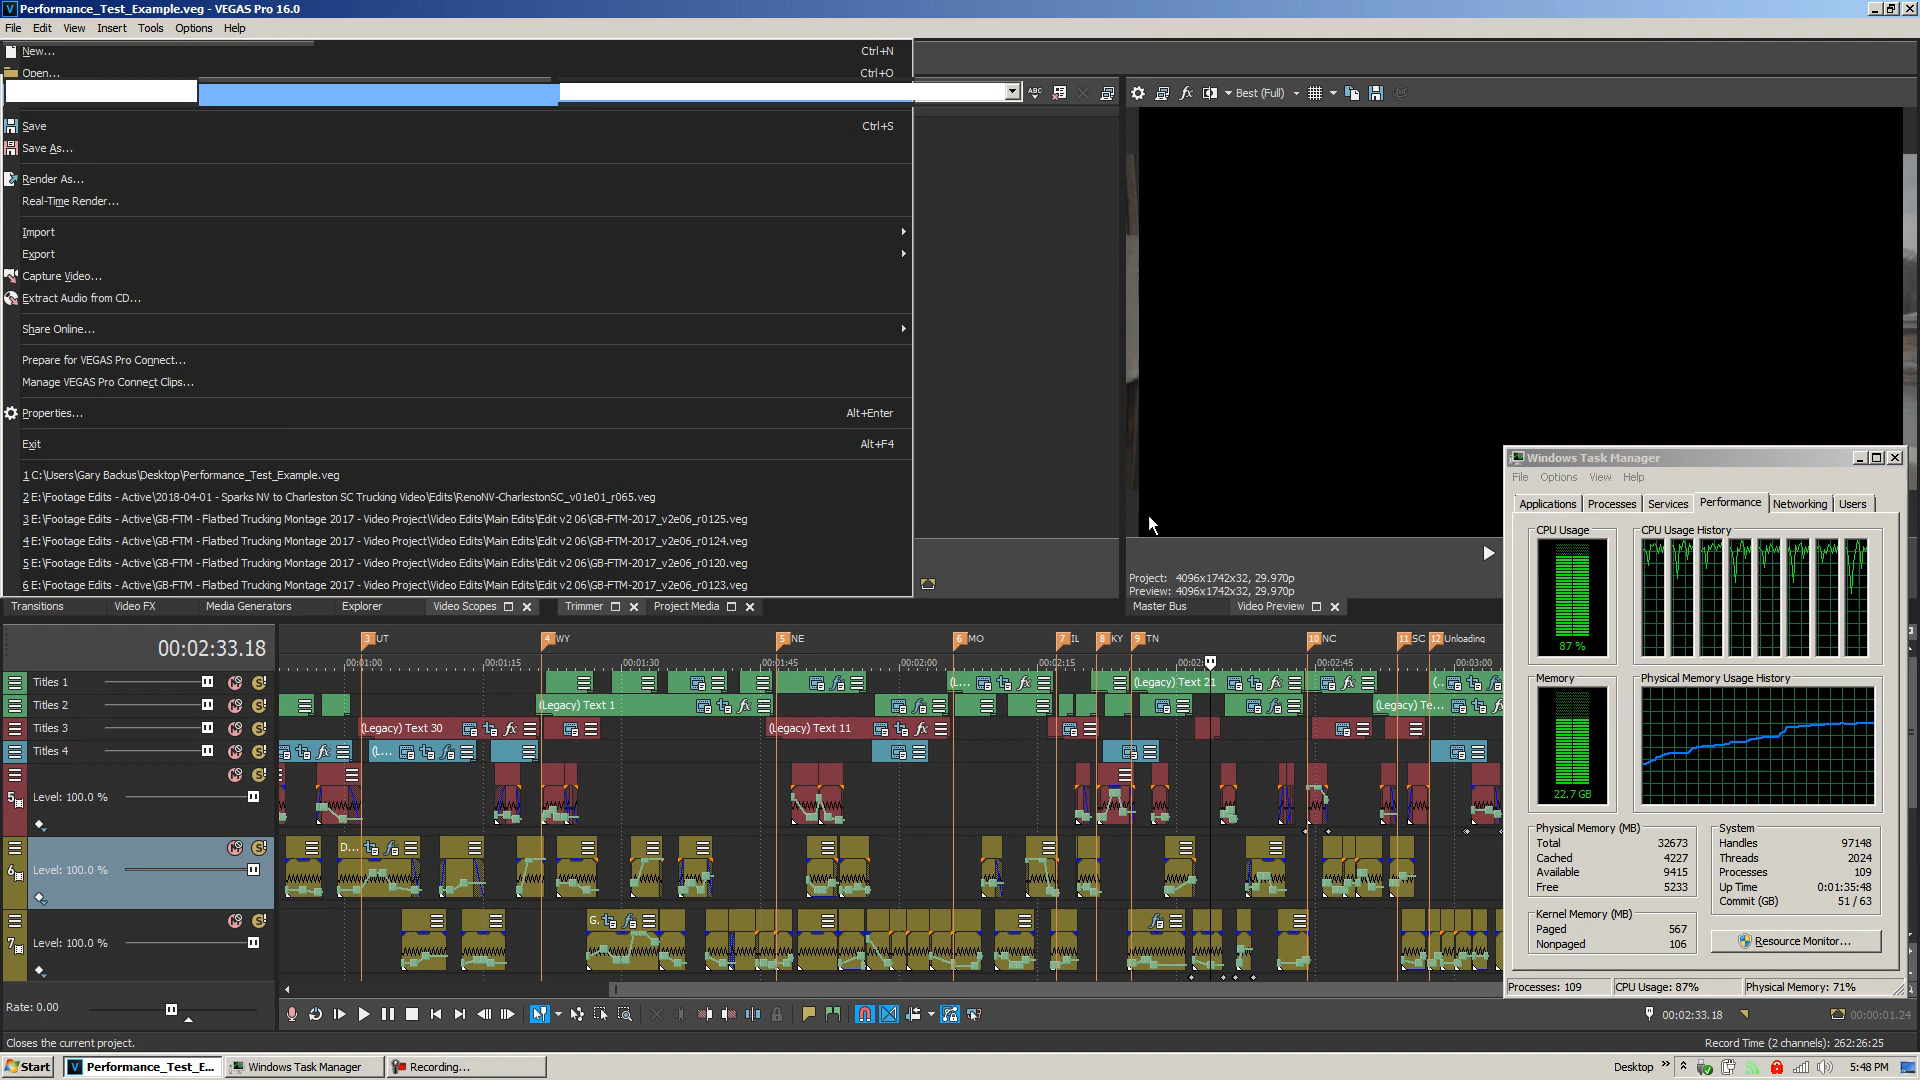 Performance_Test_Example.veg - VEGAS Pro 16.0
File Edit View Insert Tools Options Help
New... Ctrl+N
Open... Ctrl+O
Best (Full)
Save Ctrl+S
Save As...
Render As...
Real-Time Render...
Import
Export
Capture Video...
Extract Audio from CD...
Share Online...
Prepare for VEGAS Pro Connect...
Manage VEGAS Pro Connect Clips...
Properties... Alt+Enter
Exit Alt+F4
1 C:\Users\Gary Backus\Desktop\Performance_Test_Example.veg
2 E:\Footage Edits - Active\2018-04-01 - Sparks NV to Charleston SC Trucking Video\Edits\RenoNV-CharlestonSC_v01e01_r065.veg
3 E:\Footage Edits - Active\GB-FTM - Flatbed Trucking Montage 2017 - Video Project\Video Edits\Main Edits\Edit v2 06\GB-FTM-2017_v2e06_r0125.veg
4 E:\Footage Edits - Active\GB-FTM - Flatbed Trucking Montage 2017 - Video Project\Video Edits\Main Edits\Edit v2 06\GB-FTM-2017_v2e06_r0124.veg
5 E:\Footage Edits - Active\GB-FTM - Flatbed Trucking Montage 2017 - Video Project\Video Edits\Main Edits\Edit v2 06\GB-FTM-2017_v2e06_r0120.veg
6 E:\Footage Edits - Active\GB-FTM - Flatbed Trucking Montage 2017 - Video Project\Video Edits\Main Edits\Edit v2 06\GB-FTM-2017_v2e06_r0123.veg
Project: 4096x1742x32, 29.970p
Preview: 4096x1742x32, 29.970p
Transitions Video FX Media Generators Explorer Video Scopes Trimmer Project Media Master Bus Video Preview
Windows Task Manager
File Options View Help
Applications Processes Services Performance Networking Users
CPU Usage CPU Usage History
87 %
Memory Physical Memory Usage History
22.7 GB
Physical Memory (MB)
Total 32673
Cached 4227
Available 9415
Free 5233
Kernel Memory (MB)
Paged 567
Nonpaged 106
System
Handles 97148
Threads 2024
Processes 109
Up Time 0:01:35:48
Commit (GB) 51 / 63
Resource Monitor...
Processes: 109 CPU Usage: 87% Physical Memory: 71%
00:02:33.18
3 UT 4 WY 5 NE 6 MO 7 IL 8 KY 9 TN 10 NC 11 SC 12 Unloading
00:01:00 00:01:15 00:01:30 00:01:45 00:02:00 00:02:15 00:02: 00:02:45 00:03:00
Titles 1 (L... (Legacy) Text 21 (...
Titles 2 (Legacy) Text 1 (Legacy) Te...
Titles 3 (Legacy) Text 30 (Legacy) Text 11
Titles 4 (L...
5 Level: 100.0 %
D...
6 Level: 100.0 %
G.
7 Level: 100.0 %
Rate: 0.00
00:02:33.18 00:00:01.24
Closes the current project. Record Time (2 channels): 262:26:25
Start Performance_Test_E... Windows Task Manager Recording... Desktop 5:48 PM